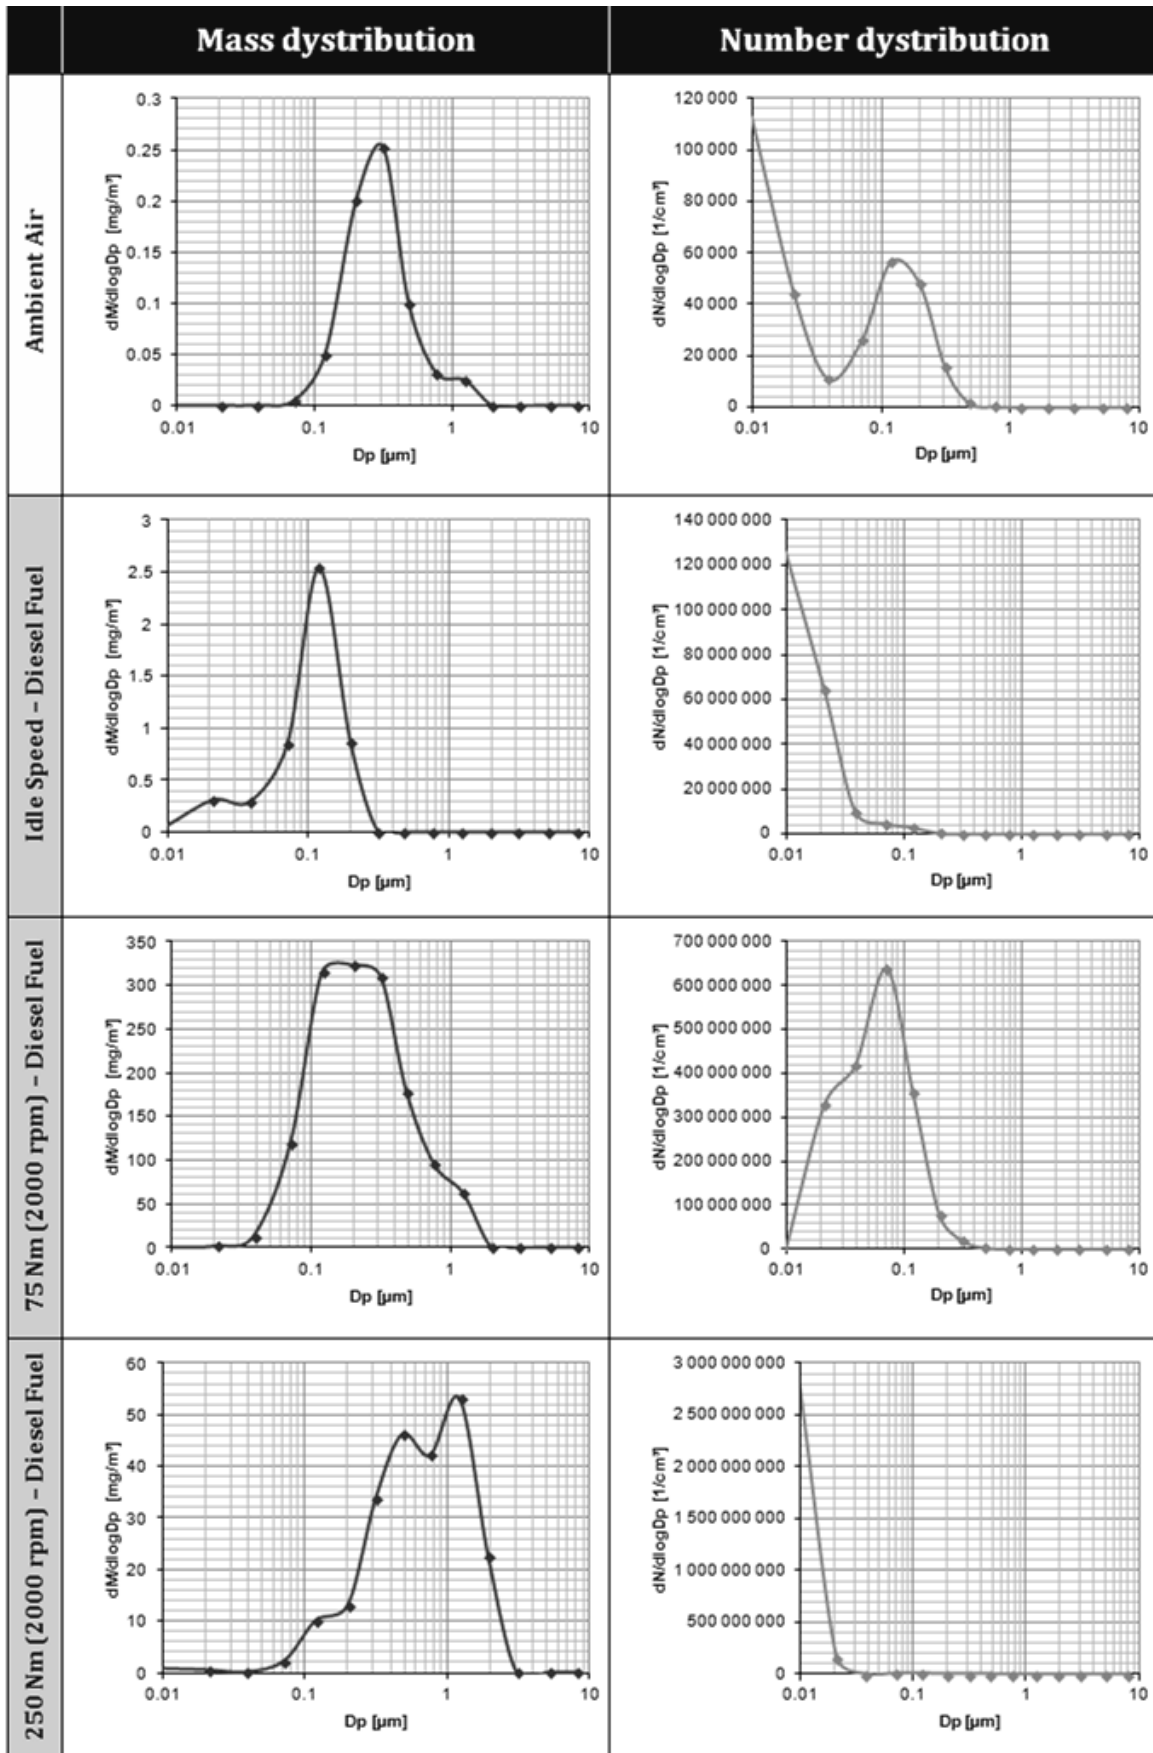 Mass dystribution
Number dystribution
Ambient Air
0.3
0.25
0.2
0.15
0.1
0.05
0
dM/dlogDp [mg/m³]
0.01
0.1
1
10
Dp [µm]
120 000
100 000
80 000
60 000
40 000
20 000
0
dN/dlogDp [1/cm³]
0.01
0.1
1
10
Dp [µm]
Idle Speed – Diesel Fuel
3
2.5
2
1.5
1
0.5
0
dM/dlogDp [mg/m³]
0.01
0.1
1
10
Dp [µm]
140 000 000
120 000 000
100 000 000
80 000 000
60 000 000
40 000 000
20 000 000
0
dN/dlogDp [1/cm³]
0.01
0.1
1
10
Dp [µm]
75 Nm (2000 rpm) – Diesel Fuel
350
300
250
200
150
100
50
0
dM/dlogDp [mg/m³]
0.01
0.1
1
10
Dp [µm]
700 000 000
600 000 000
500 000 000
400 000 000
300 000 000
200 000 000
100 000 000
0
dN/dlogDp [1/cm³]
0.01
0.1
1
10
Dp [µm]
250 Nm (2000 rpm) – Diesel Fuel
60
50
40
30
20
10
0
dM/dlogDp [mg/m³]
0.01
0.1
1
10
Dp [µm]
3 000 000 000
2 500 000 000
2 000 000 000
1 500 000 000
1 000 000 000
500 000 000
0
dN/dlogDp [1/cm³]
0.01
0.1
1
10
Dp [µm]